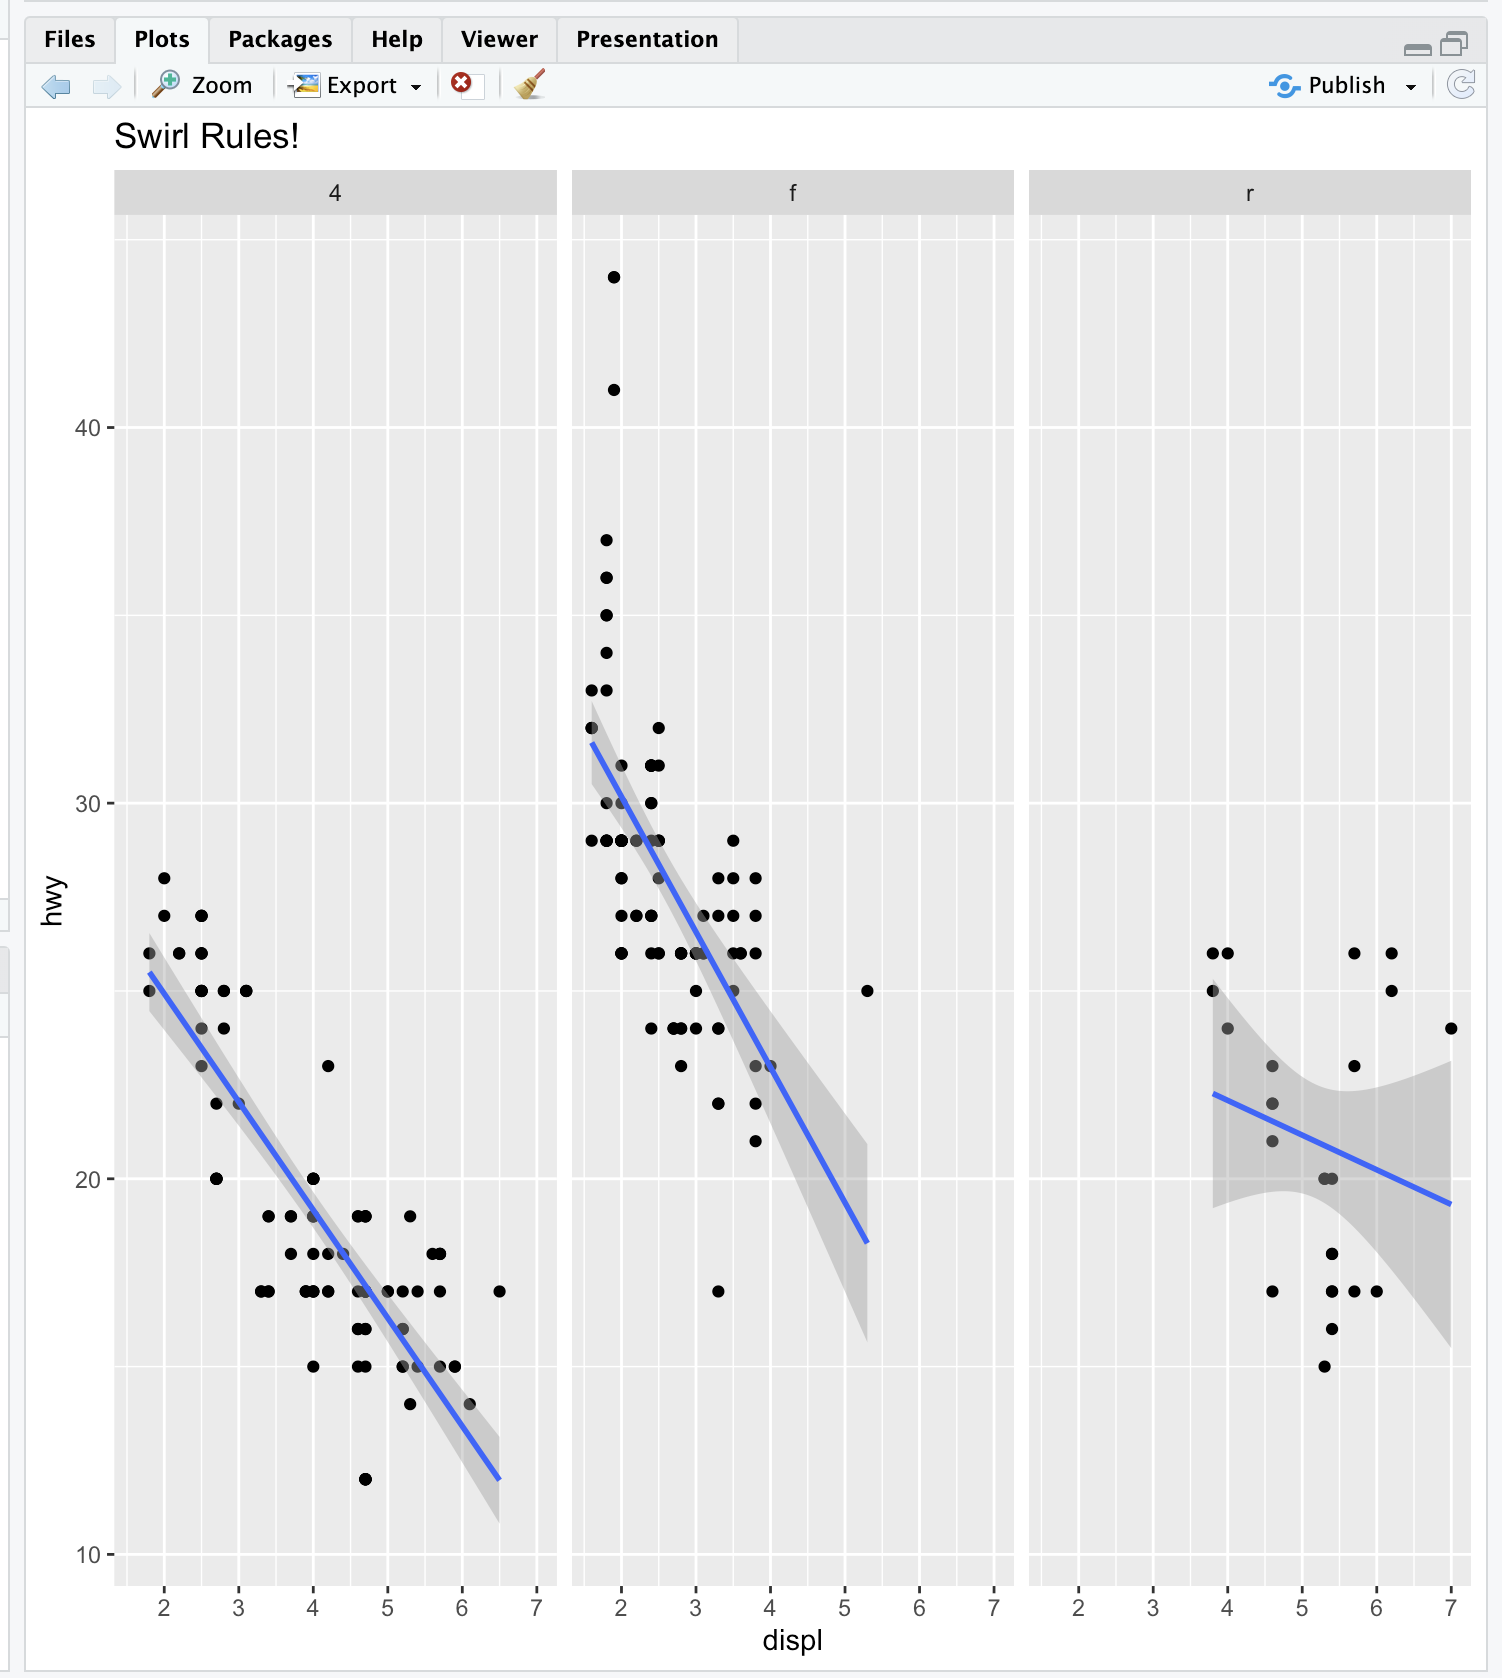 Files Plots Packages Help Viewer Presentation
Zoom Export Publish
Swirl Rules!
4 f r
40
30
20
10
hwy
2 3 4 5 6 7 2 3 4 5 6 7 2 3 4 5 6 7
displ